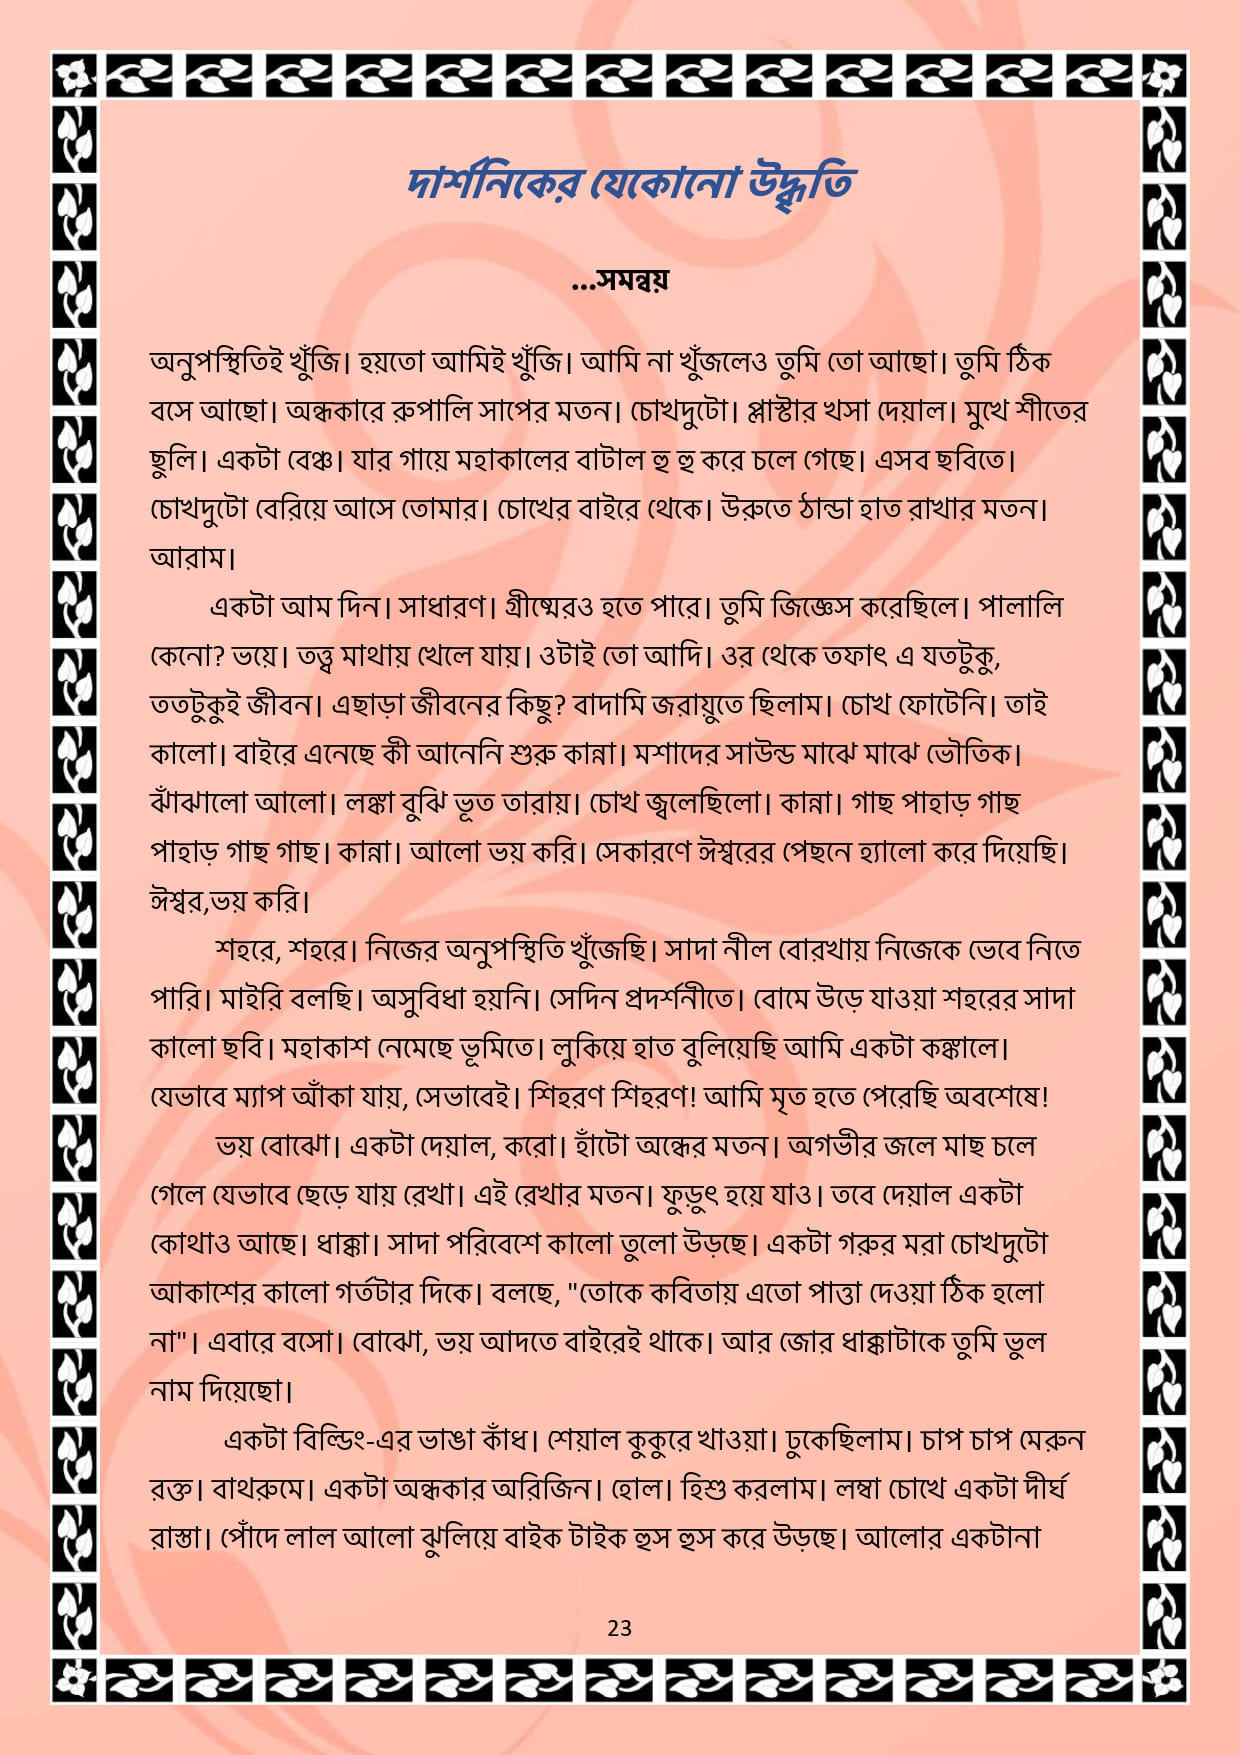 দার্শনিকের যেকোনো উদ্ধৃতি
...সমন্বয়
অনুপস্থিতিই খুঁজি। হয়তো আমিই খুঁজি। আমি না খুঁজলেও তুমি তো আছো। তুমি ঠিক
বসে আছো। অন্ধকারে রুপালি সাপের মতন। চোখদুটো। প্লাস্টার খসা দেয়াল। মুখে শীতের
ছুলি। একটা বেঞ্চ। যার গায়ে মহাকালের বাটাল হু হু করে চলে গেছে। এসব ছবিতে।
চোখদুটো বেরিয়ে আসে তোমার। চোখের বাইরে থেকে। উরুতে ঠান্ডা হাত রাখার মতন।
আরাম।
একটা আম দিন। সাধারণ। গ্রীষ্মেরও হতে পারে। তুমি জিজ্ঞেস করেছিলে। পালালি
কেনো? ভয়ে। তত্ত্ব মাথায় খেলে যায়। ওটাই তো আদি। ওর থেকে তফাৎ এ যতটুকু,
ততটুকুই জীবন। এছাড়া জীবনের কিছু? বাদামি জরায়ুতে ছিলাম। চোখ ফোটেনি। তাই
কালো। বাইরে এনেছে কী আনেনি শুরু কান্না। মশাদের সাউন্ড মাঝে মাঝে ভৌতিক।
ঝাঁঝালো আলো। লঙ্কা বুঝি ভূত তারায়। চোখ জ্বলেছিলো। কান্না। গাছ পাহাড় গাছ
পাহাড় গাছ গাছ। কান্না। আলো ভয় করি। সেকারণে ঈশ্বরের পেছনে হ্যালো করে দিয়েছি।
ঈশ্বর,ভয় করি।
শহরে, শহরে। নিজের অনুপস্থিতি খুঁজেছি। সাদা নীল বোরখায় নিজেকে ভেবে নিতে
পারি। মাইরি বলছি। অসুবিধা হয়নি। সেদিন প্রদর্শনীতে। বোমে উড়ে যাওয়া শহরের সাদা
কালো ছবি। মহাকাশ নেমেছে ভূমিতে। লুকিয়ে হাত বুলিয়েছি আমি একটা কঙ্কালে।
যেভাবে ম্যাপ আঁকা যায়, সেভাবেই। শিহরণ শিহরণ! আমি মৃত হতে পেরেছি অবশেষে!
ভয় বোঝো। একটা দেয়াল, করো। হাঁটো অন্ধের মতন। অগভীর জলে মাছ চলে
গেলে যেভাবে ছেড়ে যায় রেখা। এই রেখার মতন। ফুড়ুৎ হয়ে যাও। তবে দেয়াল একটা
কোথাও আছে। ধাক্কা। সাদা পরিবেশে কালো তুলো উড়ছে। একটা গরুর মরা চোখদুটো
আকাশের কালো গর্তটার দিকে। বলছে, "তোকে কবিতায় এতো পাত্তা দেওয়া ঠিক হলো
না"। এবারে বসো। বোঝো, ভয় আদতে বাইরেই থাকে। আর জোর ধাক্কাটাকে তুমি ভুল
নাম দিয়েছো।
একটা বিল্ডিং-এর ভাঙা কাঁধ। শেয়াল কুকুরে খাওয়া। ঢুকেছিলাম। চাপ চাপ মেরুন
রক্ত। বাথরুমে। একটা অন্ধকার অরিজিন। হোল। হিশু করলাম। লম্বা চোখে একটা দীর্ঘ
রাস্তা। পোঁদে লাল আলো ঝুলিয়ে বাইক টাইক হুস হুস করে উড়ছে। আলোর একটানা
23